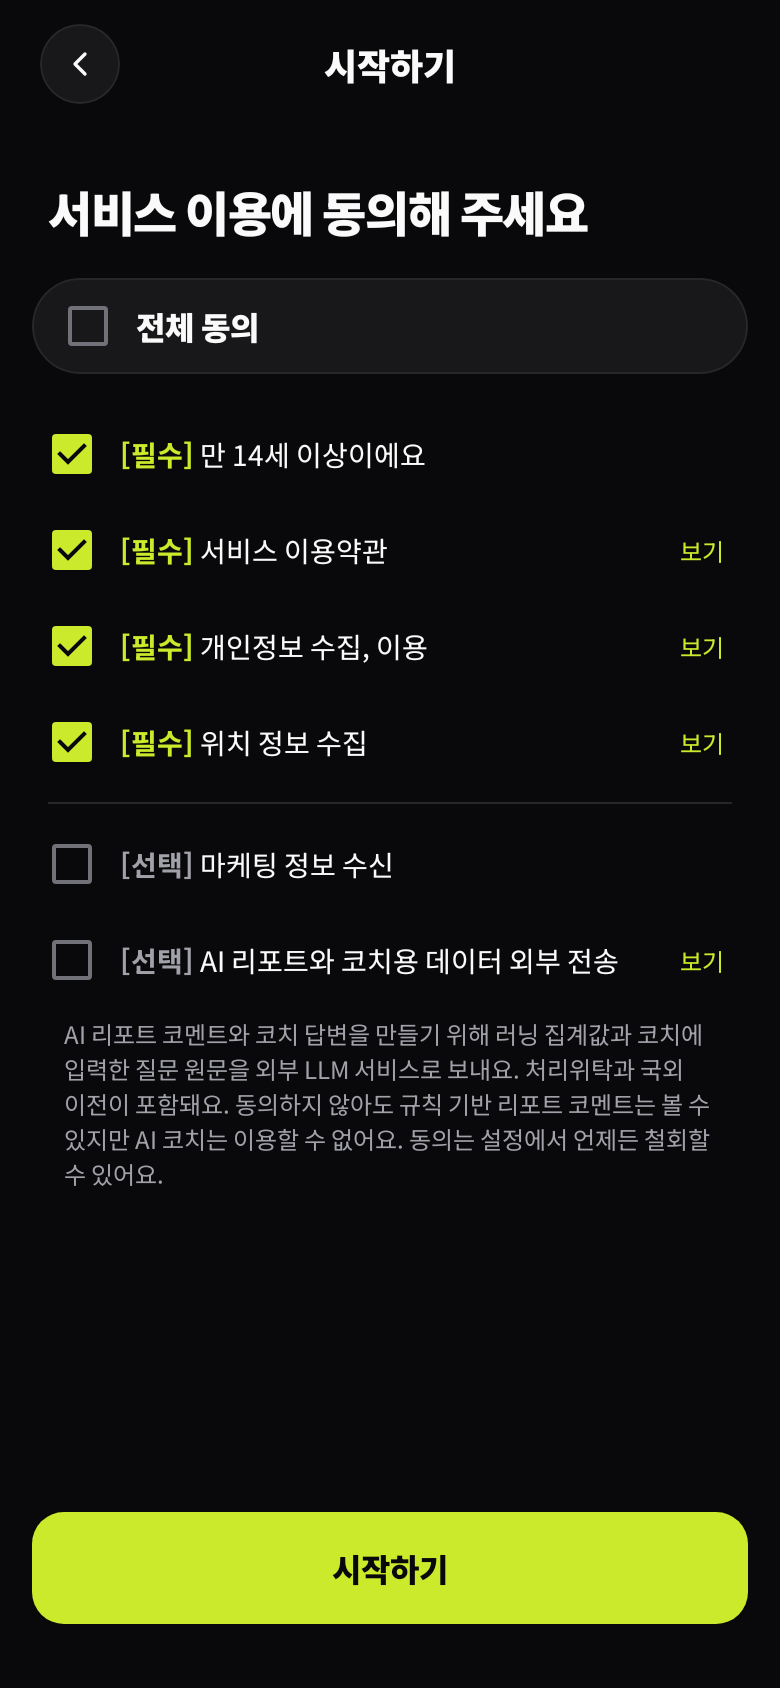 시작하기
서비스 이용에 동의해 주세요
전체 동의
[필수] 만 14세 이상이에요
[필수] 서비스 이용약관 보기
[필수] 개인정보 수집, 이용 보기
[필수] 위치 정보 수집 보기
[선택] 마케팅 정보 수신
[선택] AI 리포트와 코치용 데이터 외부 전송 보기
AI 리포트 코멘트와 코치 답변을 만들기 위해 러닝 집계값과 코치에
입력한 질문 원문을 외부 LLM 서비스로 보내요. 처리위탁과 국외
이전이 포함돼요. 동의하지 않아도 규칙 기반 리포트 코멘트는 볼 수
있지만 AI 코치는 이용할 수 없어요. 동의는 설정에서 언제든 철회할
수 있어요.
시작하기